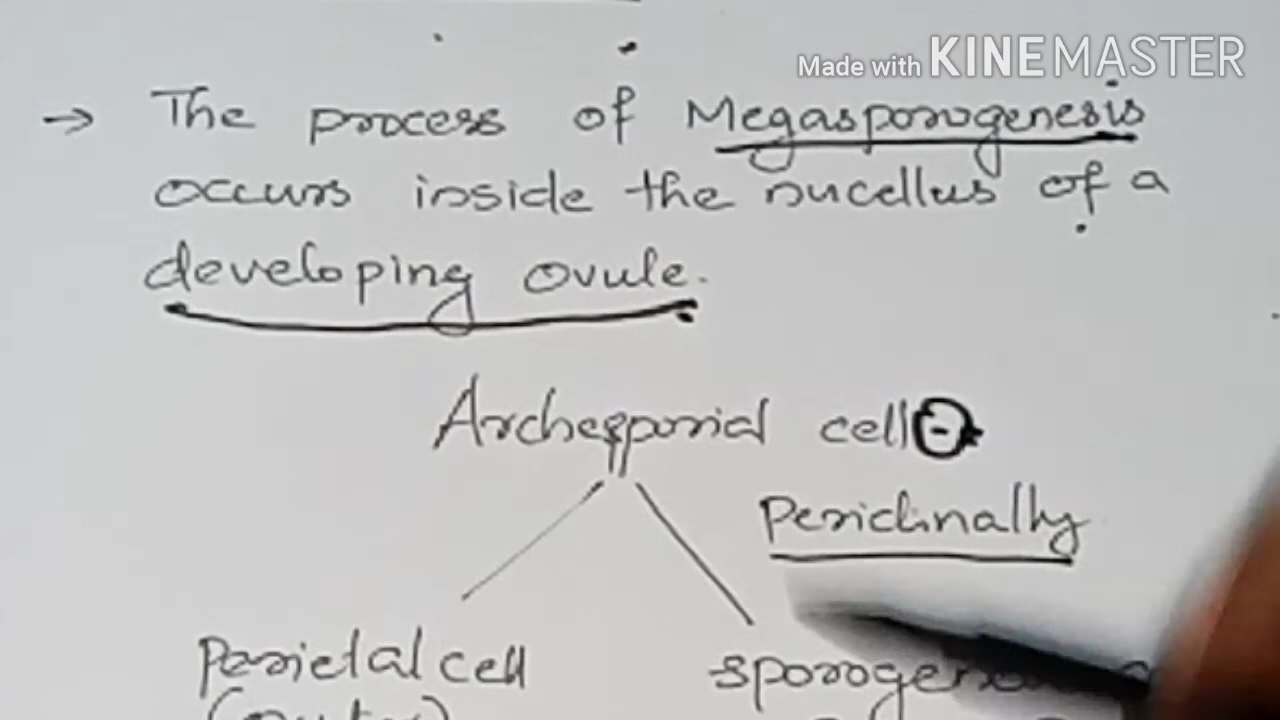 Made with KINEMASTER
→ The process of Megasporogenesis
occurs inside the nucellus of a
developing ovule.
Archesporial cell
Periclinally
Parietal cell
(outer)